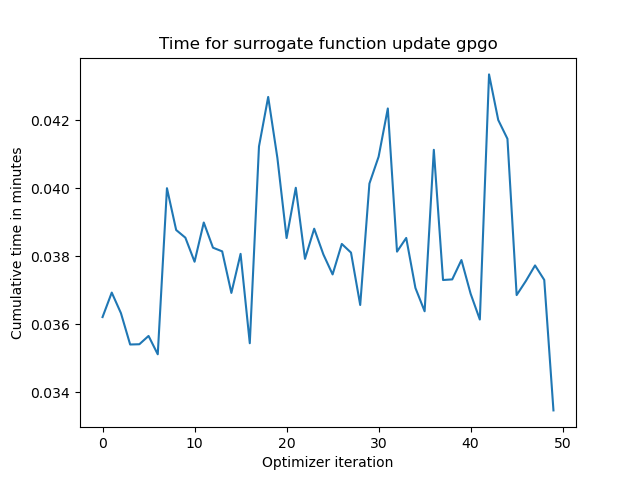 Time for surrogate function update gpgo
Cumulative time in minutes
0.042
0.040
0.038
0.036
0.034
0 10 20 30 40 50
Optimizer iteration